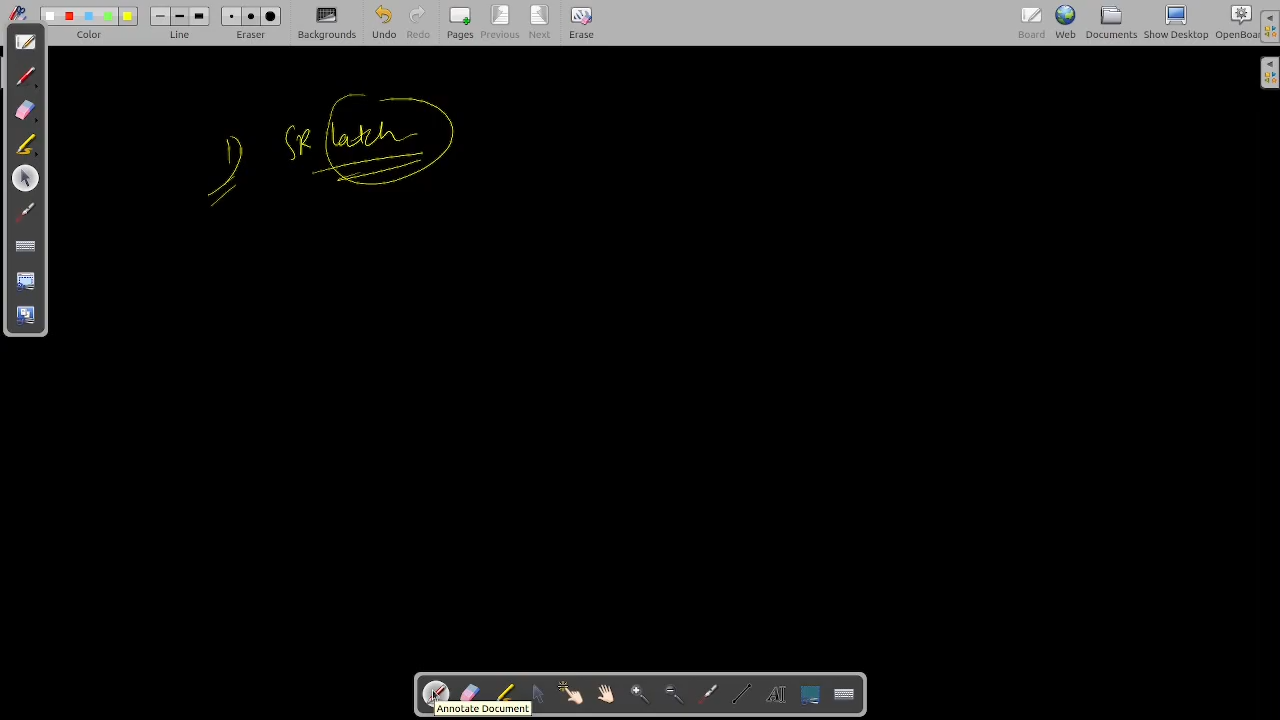 Color Line Eraser Backgrounds Undo Redo Pages Previous Next Erase Board Web Documents Show Desktop OpenBoar
1) SR latch
Annotate Document